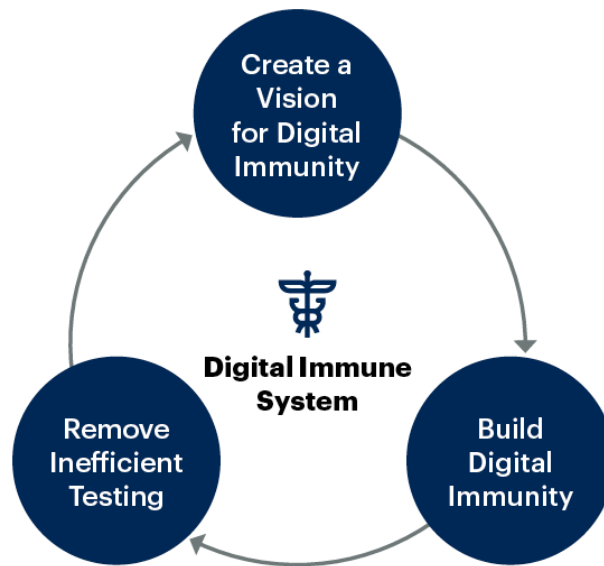 Create a
Vision
for Digital
Immunity
Digital Immune
System
Remove
Inefficient
Testing
Build
Digital
Immunity